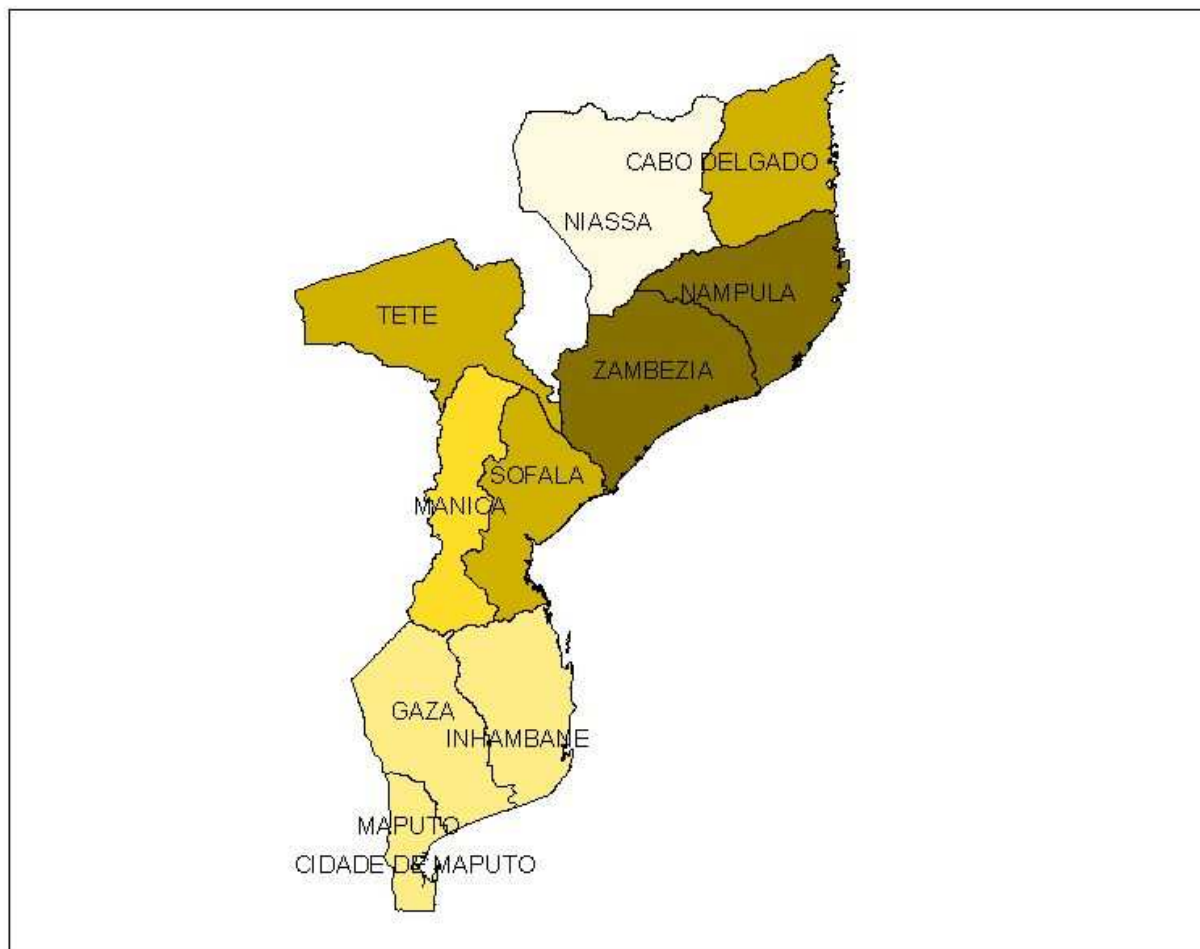 CABO DELGADO
NIASSA
NAMPULA
TETE
ZAMBEZIA
SOFALA
MANICA
GAZA
INHAMBANE
MAPUTO
CIDADE DE MAPUTO